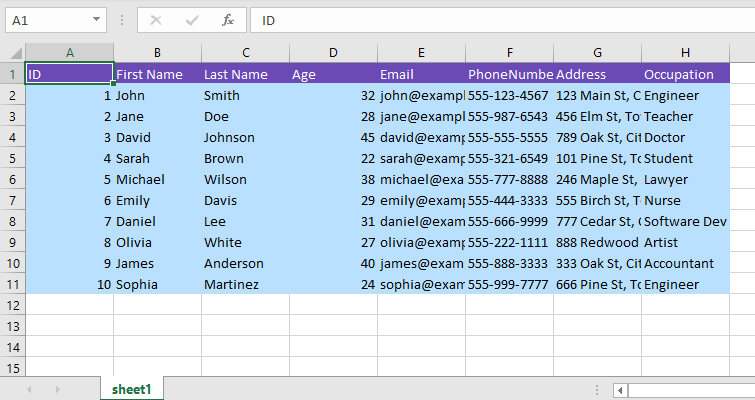 A1 fx ID
A B C D E F G H
1 ID First Name Last Name Age Email PhoneNumbe Address Occupation
2 1 John Smith 32 john@exampl 555-123-4567 123 Main St, C Engineer
3 2 Jane Doe 28 jane@examp 555-987-6543 456 Elm St, To Teacher
4 3 David Johnson 45 david@examp 555-555-5555 789 Oak St, Cit Doctor
5 4 Sarah Brown 22 sarah@examp 555-321-6549 101 Pine St, To Student
6 5 Michael Wilson 38 michael@exa 555-777-8888 246 Maple St, Lawyer
7 6 Emily Davis 29 emily@examp 555-444-3333 555 Birch St, T Nurse
8 7 Daniel Lee 31 daniel@exam 555-666-9999 777 Cedar St, C Software Dev
9 8 Olivia White 27 olivia@examp 555-222-1111 888 Redwood Artist
10 9 James Anderson 40 james@exam 555-888-3333 333 Oak St, Cit Accountant
11 10 Sophia Martinez 24 sophia@exam 555-999-7777 666 Pine St, To Engineer
12
13
14
15
sheet1